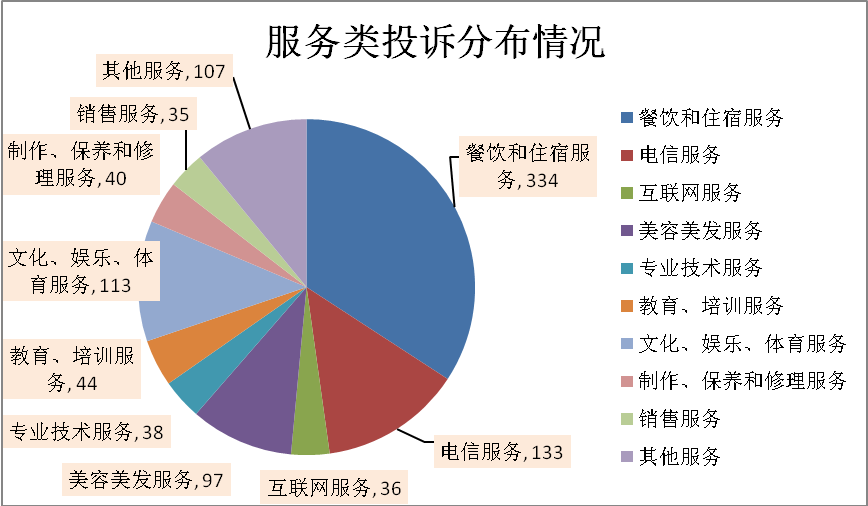 服务类投诉分布情况
其他服务,107
销售服务,35
制作、保养和修
理服务,40
文化、娱乐、体
育服务,113
教育、培训服
务,44
专业技术服务,38
美容美发服务,97
互联网服务,36
电信服务,133
餐饮和住宿服
务,334
餐饮和住宿服务
电信服务
互联网服务
美容美发服务
专业技术服务
教育、培训服务
文化、娱乐、体育服务
制作、保养和修理服务
销售服务
其他服务